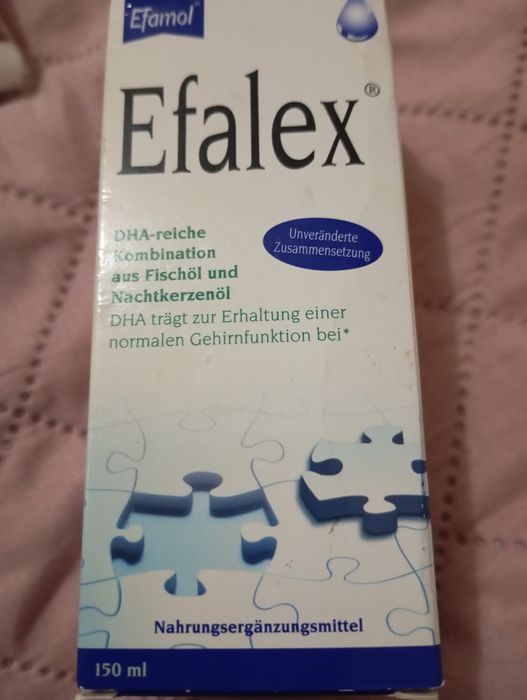 Efamol®
Efalex®
DHA-reiche
Kombination
aus Fischöl und
Nachtkerzenöl
Unveränderte
Zusammensetzung
DHA trägt zur Erhaltung einer
normalen Gehirnfunktion bei*
Nahrungsergänzungsmittel
150 ml